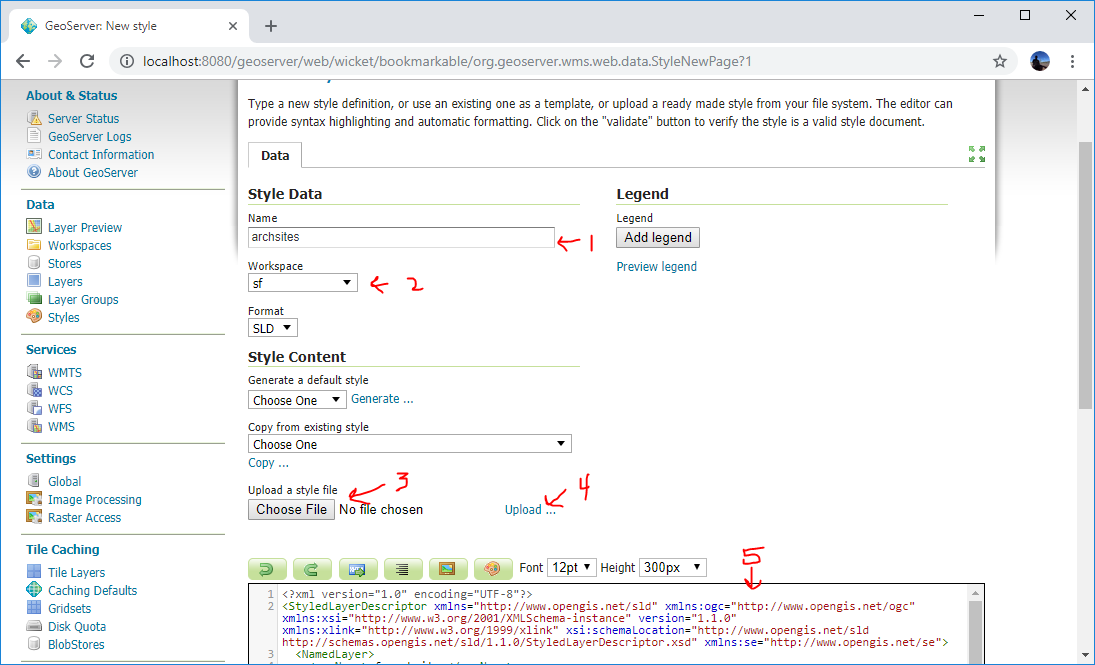 GeoServer: New style
localhost:8080/geoserver/web/wicket/bookmarkable/org.geoserver.wms.web.data.StyleNewPage?1
About & Status
Server Status
GeoServer Logs
Contact Information
About GeoServer
Data
Layer Preview
Workspaces
Stores
Layers
Layer Groups
Styles
Services
WMTS
WCS
WFS
WMS
Settings
Global
Image Processing
Raster Access
Tile Caching
Tile Layers
Caching Defaults
Gridsets
Disk Quota
BlobStores
Type a new style definition, or use an existing one as a template, or upload a ready made style from your file system. The editor can
provide syntax highlighting and automatic formatting. Click on the "validate" button to verify the style is a valid style document.
Data
Style Data
Name
archsites
1
Workspace
sf
2
Format
SLD
Legend
Legend
Add legend
Preview legend
Style Content
Generate a default style
Choose One Generate ...
Copy from existing style
Choose One
Copy ...
Upload a style file
3
Choose File No file chosen Upload ...
4
Font 12pt Height 300px
5
1 <?xml version="1.0" encoding="UTF-8"?>
2 <StyledLayerDescriptor xmlns="http://www.opengis.net/sld" xmlns:ogc="http://www.opengis.net/ogc"
xmlns:xsi="http://www.w3.org/2001/XMLSchema-instance" version="1.1.0"
xmlns:xlink="http://www.w3.org/1999/xlink" xsi:schemaLocation="http://www.opengis.net/sld
http://schemas.opengis.net/sld/1.1.0/StyledLayerDescriptor.xsd" xmlns:se="http://www.opengis.net/se">
3 <NamedLayer>